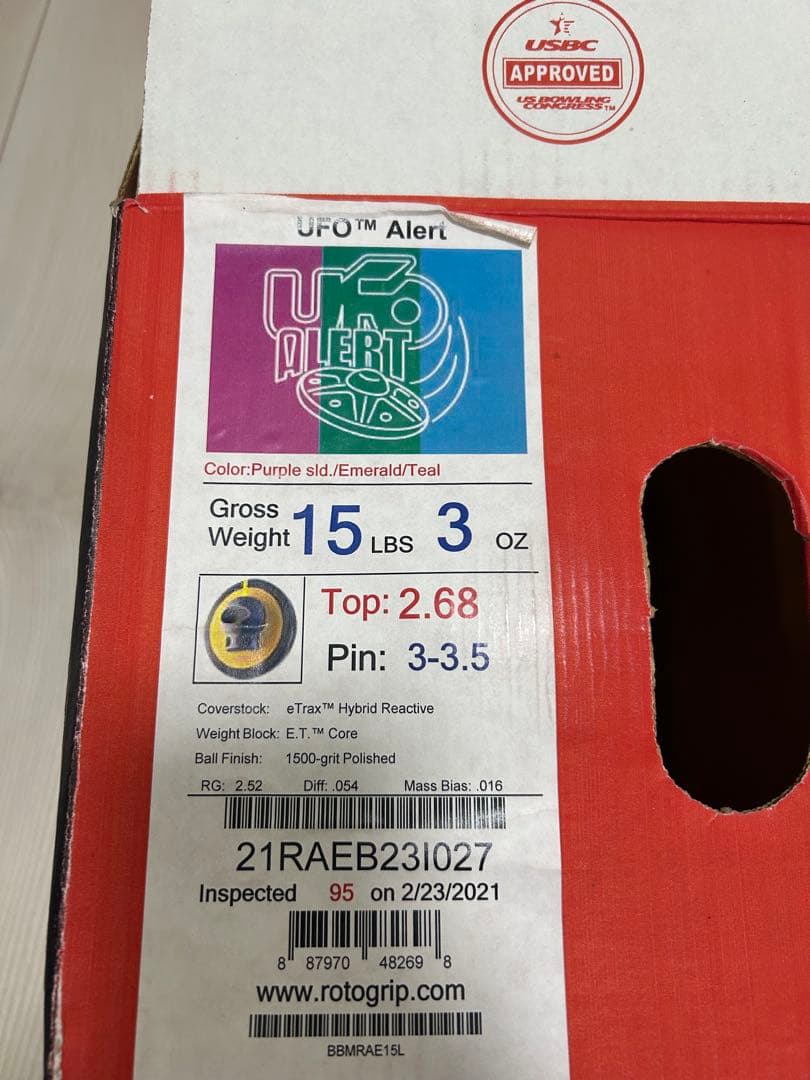 USBC
APPROVED
US BOWLING
CONGRESS™
UFO™ Alert
UFO
ALERT
Color:Purple sld./Emerald/Teal
Gross
Weight 15 LBS 3 OZ
Top: 2.68
Pin: 3-3.5
Coverstock: eTrax™ Hybrid Reactive
Weight Block: E.T.™ Core
Ball Finish: 1500-grit Polished
RG: 2.52 Diff: .054 Mass Bias: .016
21RAEB23I027
Inspected 95 on 2/23/2021
8 87970 48269 8
www.rotogrip.com
BBMRAE15L